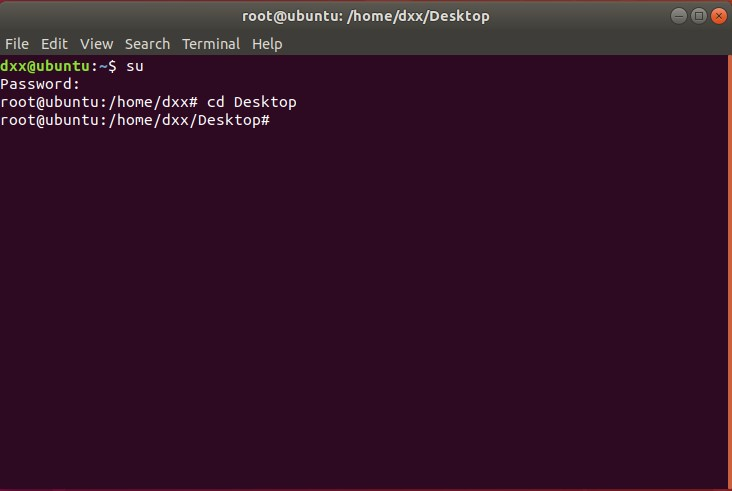 root@ubuntu: /home/dxx/Desktop
File Edit View Search Terminal Help
dxx@ubuntu:~$ su
Password:
root@ubuntu:/home/dxx# cd Desktop
root@ubuntu:/home/dxx/Desktop#